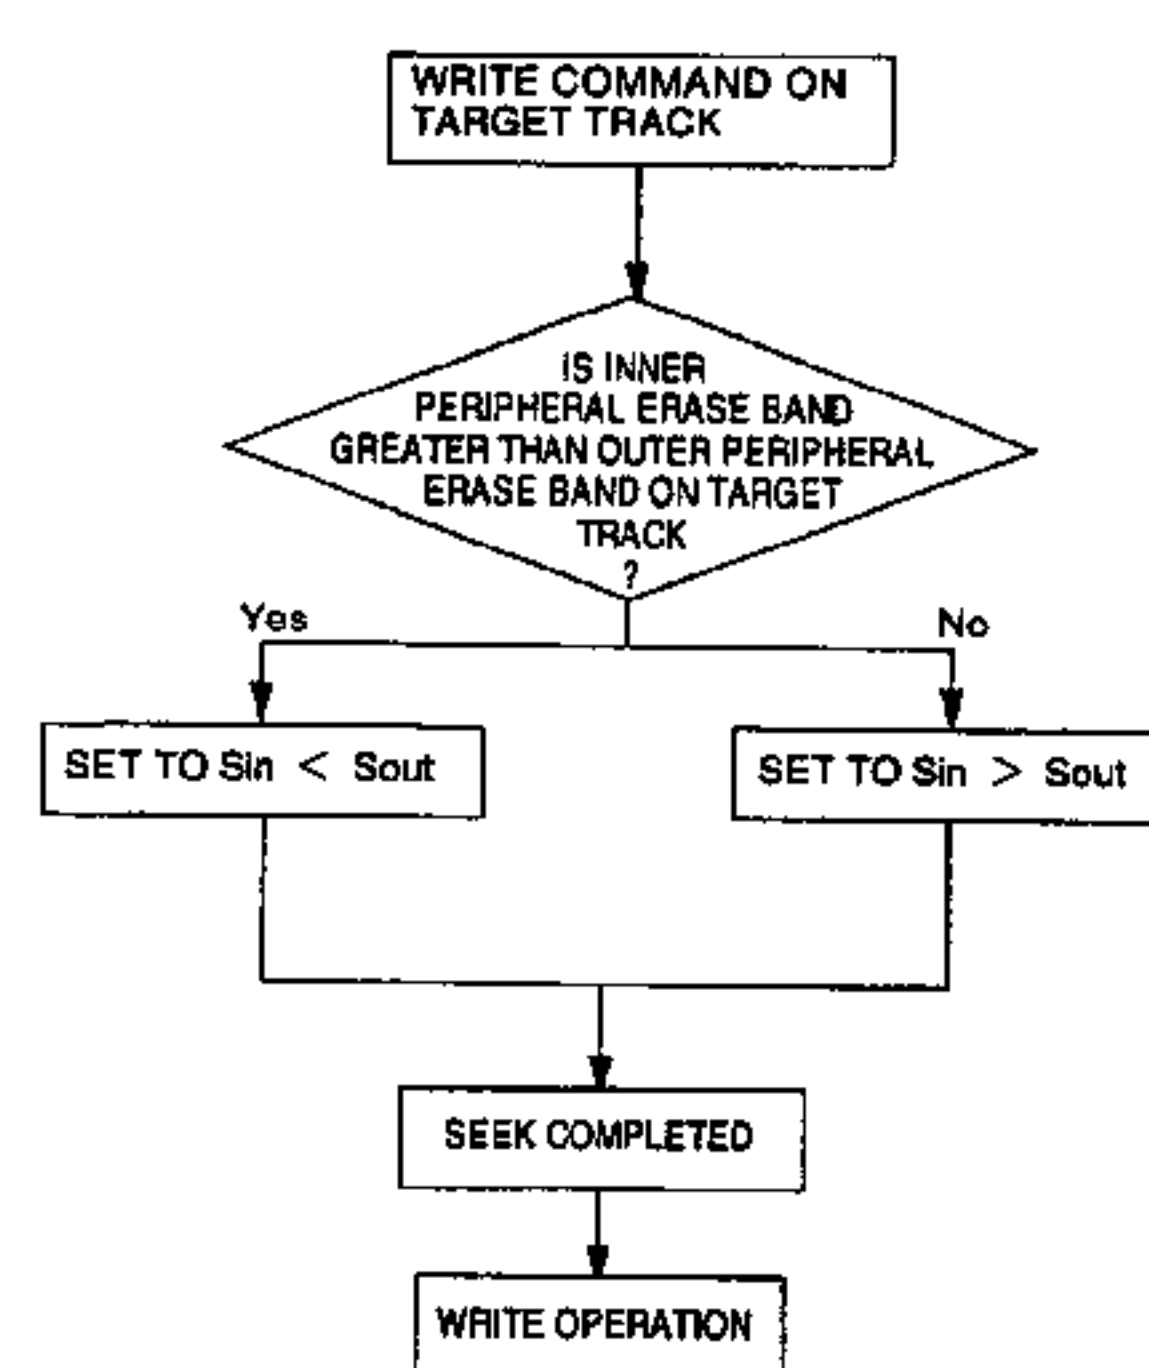 WRITE COMMAND ON
TARGET TRACK
IS INNER
PERIPHERAL ERASE BAND
GREATER THAN OUTER PERIPHERAL
ERASE BAND ON TARGET
TRACK
?
Yes
No
SET TO Sin < Sout
SET TO Sin > Sout
SEEK COMPLETED
WRITE OPERATION